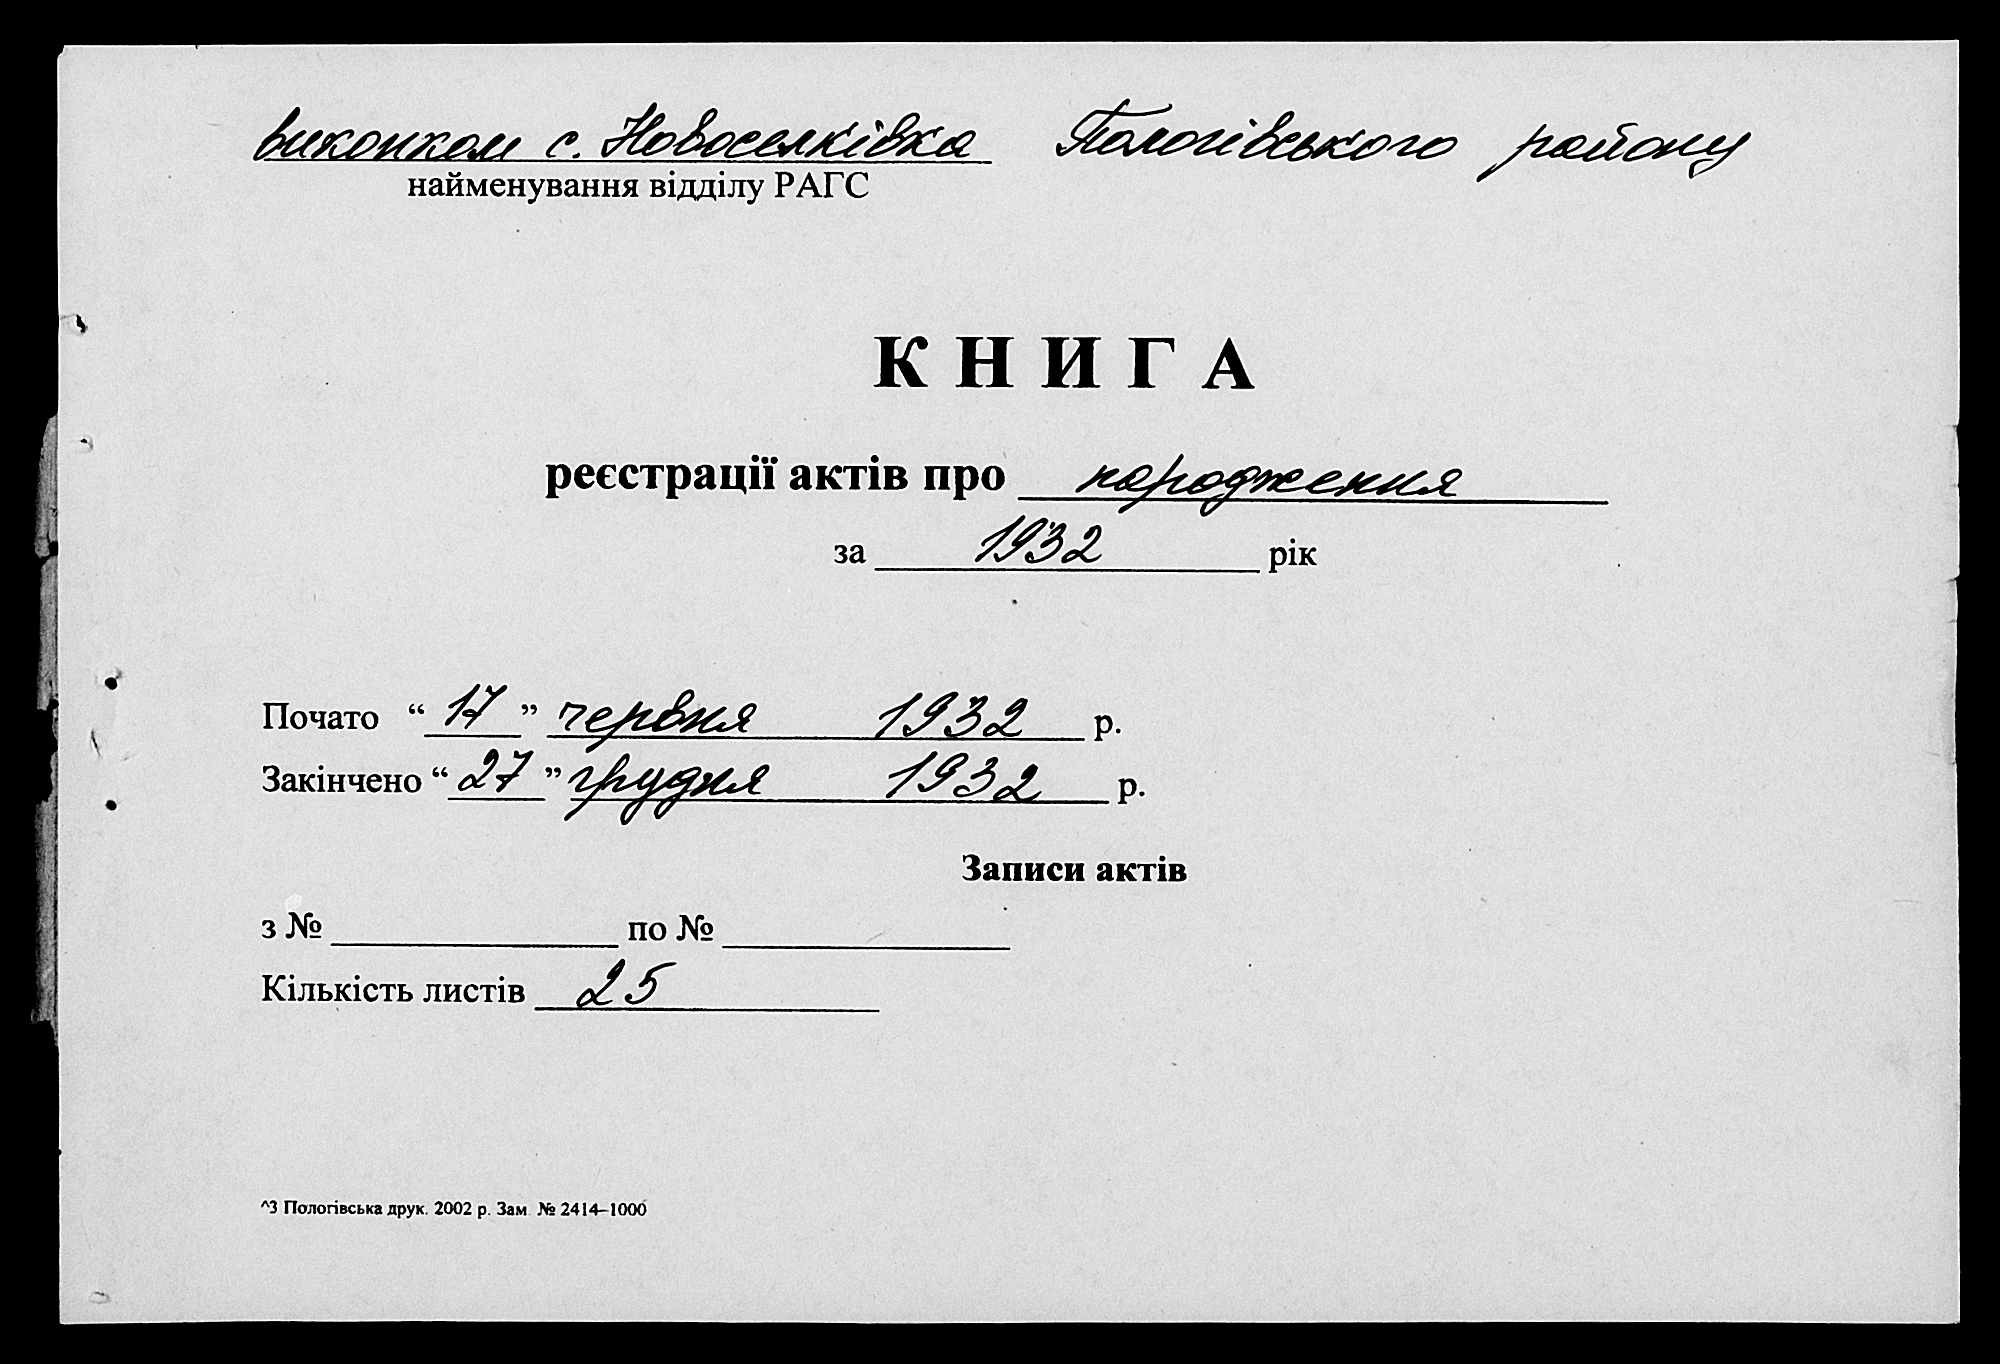 виконком с. Новоселківка Пологівського району
найменування відділу РАГС
КНИГА
реєстрації актів про народження
за 1932 рік
Почато “17” червня 1932 р.
Закінчено “27” грудня 1932 р.
Записи актів
з № по №
Кількість листів 25
^З Пологівська друк. 2002 р. Зам. № 2414–1000